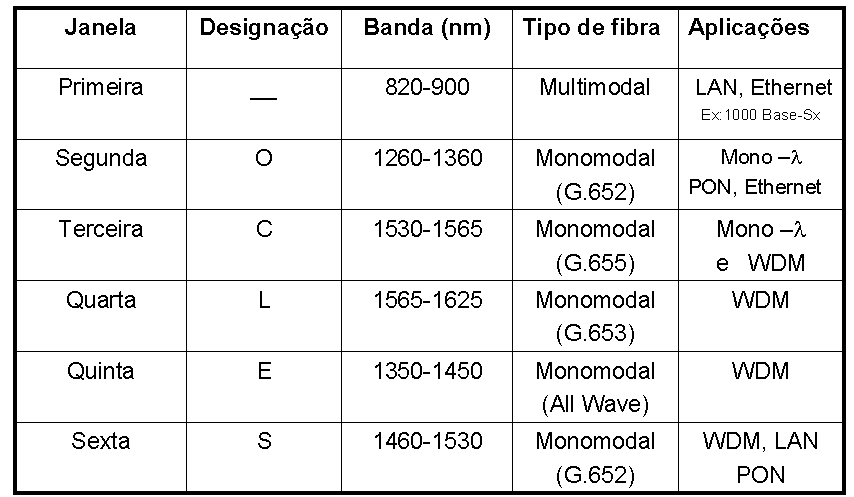 Janela Designação Banda (nm) Tipo de fibra Aplicações
Primeira — 820-900 Multimodal LAN, Ethernet
Ex:1000 Base-Sx
Segunda O 1260-1360 Monomodal Mono –λ
(G.652) PON, Ethernet
Terceira C 1530-1565 Monomodal Mono –λ
(G.655) e WDM
Quarta L 1565-1625 Monomodal WDM
(G.653)
Quinta E 1350-1450 Monomodal WDM
(All Wave)
Sexta S 1460-1530 Monomodal WDM, LAN
(G.652) PON